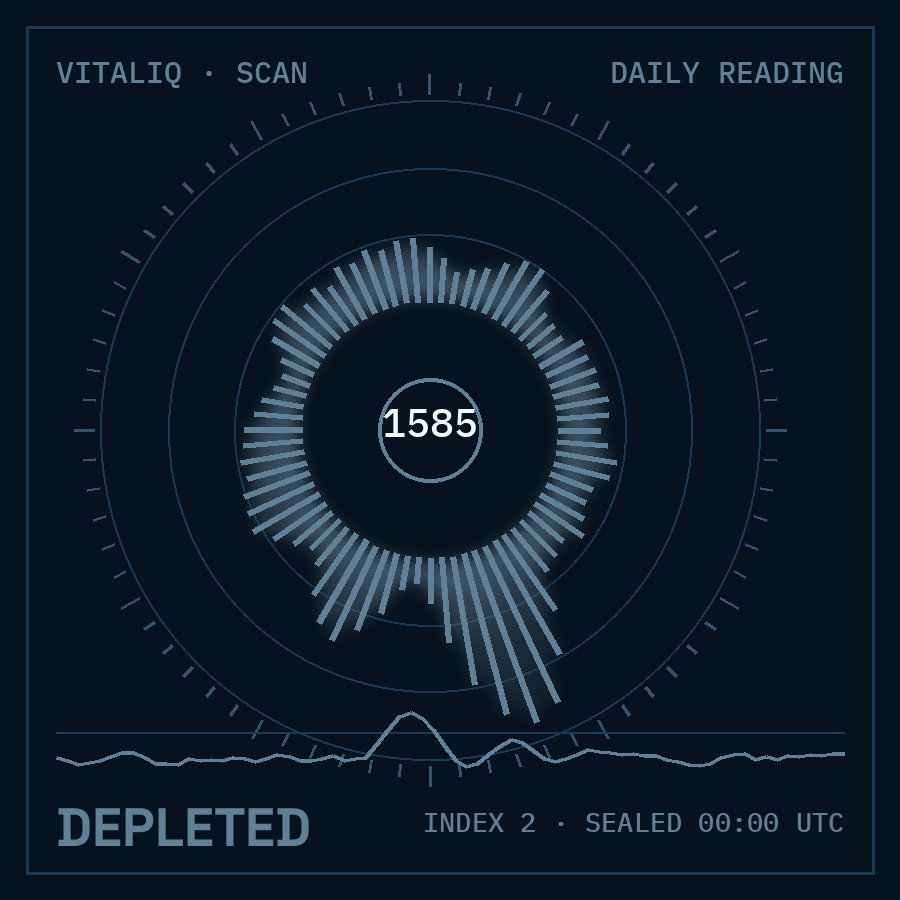 VITALIQ · SCAN
DAILY READING
1585
DEPLETED
INDEX 2 · SEALED 00:00 UTC